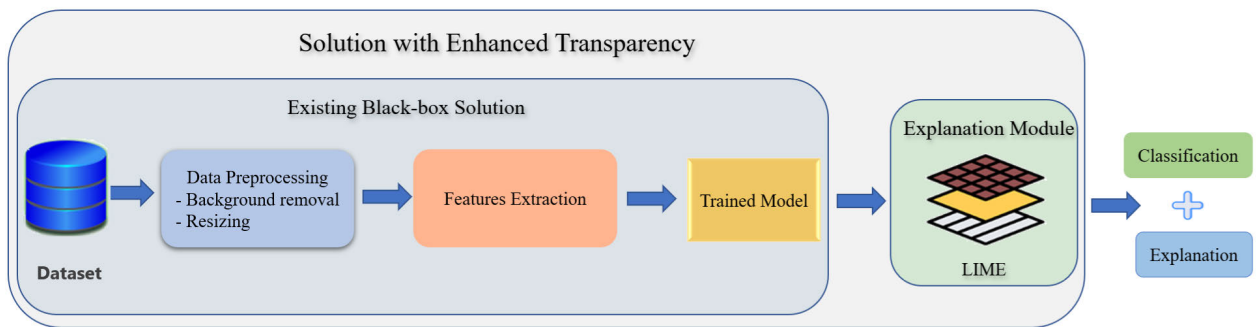 Solution with Enhanced Transparency
Existing Black-box Solution
Dataset
Data Preprocessing
- Background removal
- Resizing
Features Extraction
Trained Model
Explanation Module
LIME
Classification
Explanation